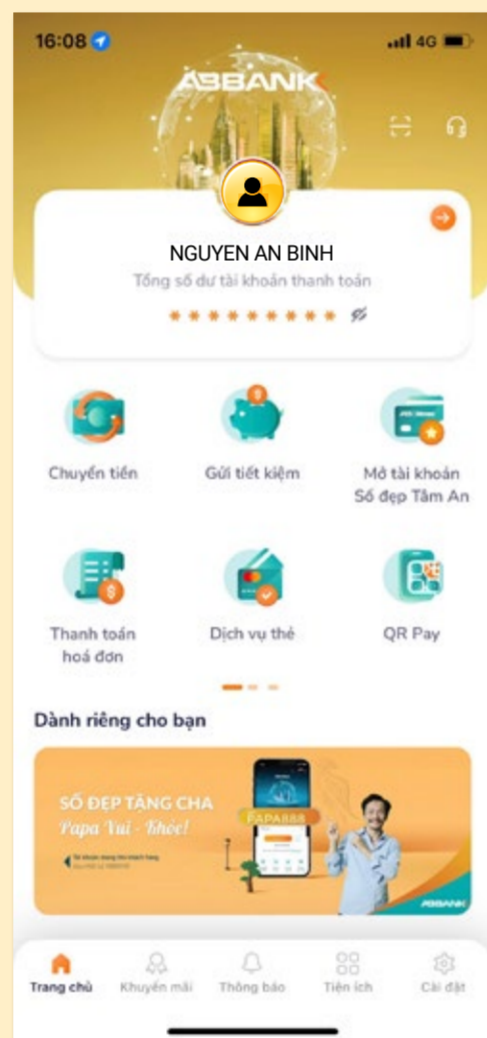 16:08
4G
ABBANK
NGUYEN AN BINH
Tổng số dư tài khoản thanh toán
* * * * * * * * *
Chuyển tiền
Gửi tiết kiệm
Mở tài khoản
Số đẹp Tâm An
Thanh toán
hoá đơn
Dịch vụ thẻ
QR Pay
Dành riêng cho bạn
SỐ ĐẸP TẶNG CHA
Papa Vui - Khỏe!
PAPA888
ABBANK
Trang chủ
Khuyến mãi
Thông báo
Tiện ích
Cài đặt